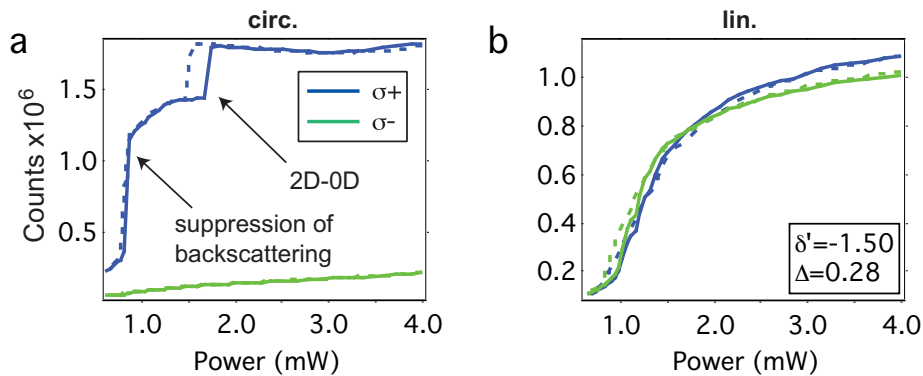 circ.
lin.
a
b
Counts x10⁶
1.5
1.0
0.5
σ+
σ-
2D-0D
suppression of
backscattering
1.0
2.0
3.0
4.0
Power (mW)
1.0
0.8
0.6
0.4
0.2
δ'=-1.50
Δ=0.28
1.0
2.0
3.0
4.0
Power (mW)